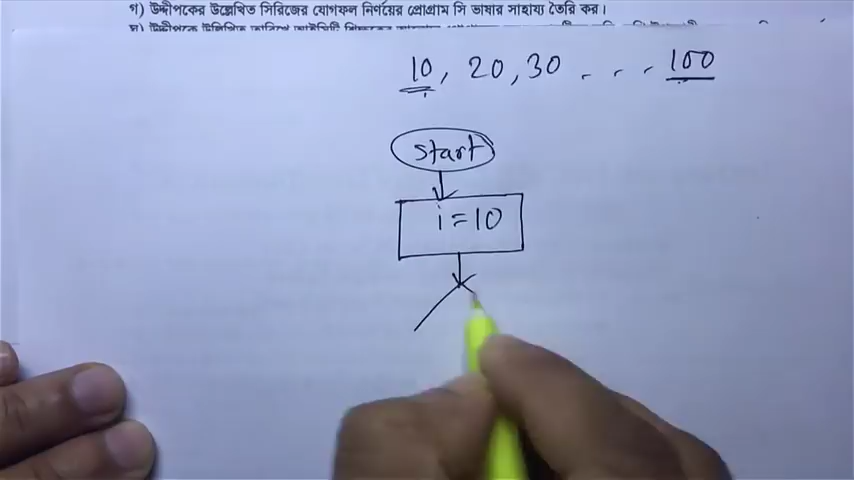 গ) উদ্দীপকের উল্লেখিত সিরিজের যোগফল নির্ণয়ের প্রোগ্রাম সি ভাষার সাহায্য তৈরি কর।
10, 20, 30 . . . 100
start
i = 10